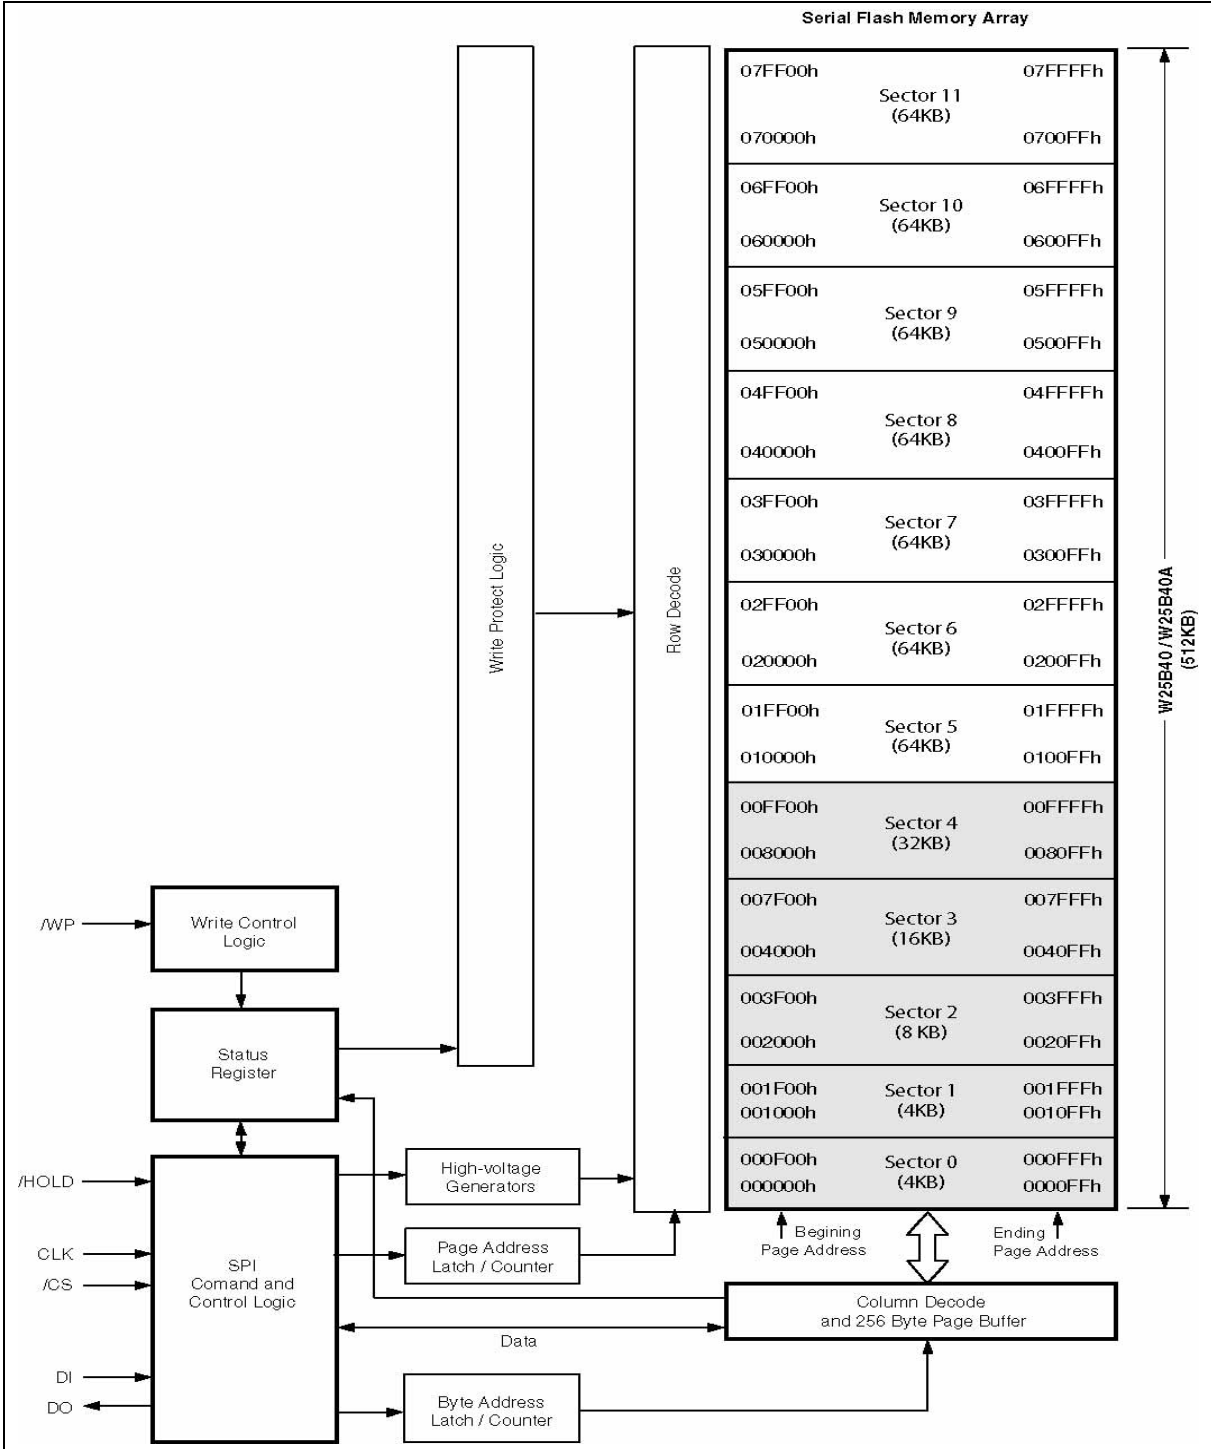 Serial Flash Memory Array
07FF00h 07FFFFh
Sector 11
(64KB)
070000h 0700FFh
06FF00h 06FFFFh
Sector 10
(64KB)
060000h 0600FFh
05FF00h 05FFFFh
Sector 9
(64KB)
050000h 0500FFh
04FF00h 04FFFFh
Sector 8
(64KB)
040000h 0400FFh
03FF00h 03FFFFh
Sector 7
(64KB)
030000h 0300FFh
02FF00h 02FFFFh
Sector 6
(64KB)
020000h 0200FFh
01FF00h 01FFFFh
Sector 5
(64KB)
010000h 0100FFh
00FF00h 00FFFFh
Sector 4
(32KB)
008000h 0080FFh
007F00h 007FFFh
Sector 3
(16KB)
004000h 0040FFh
003F00h 003FFFh
Sector 2
(8 KB)
002000h 0020FFh
001F00h Sector 1 001FFFh
001000h (4KB) 0010FFh
000F00h Sector 0 000FFFh
000000h (4KB) 0000FFh
Begining
Page Address
Ending
Page Address
W25B40 / W25B40A
(512KB)
Write Protect Logic
Row Decode
/WP
Write Control
Logic
Status
Register
/HOLD
CLK
/CS
DI
DO
SPI
Comand and
Control Logic
High-voltage
Generators
Page Address
Latch / Counter
Column Decode
and 256 Byte Page Buffer
Data
Byte Address
Latch / Counter